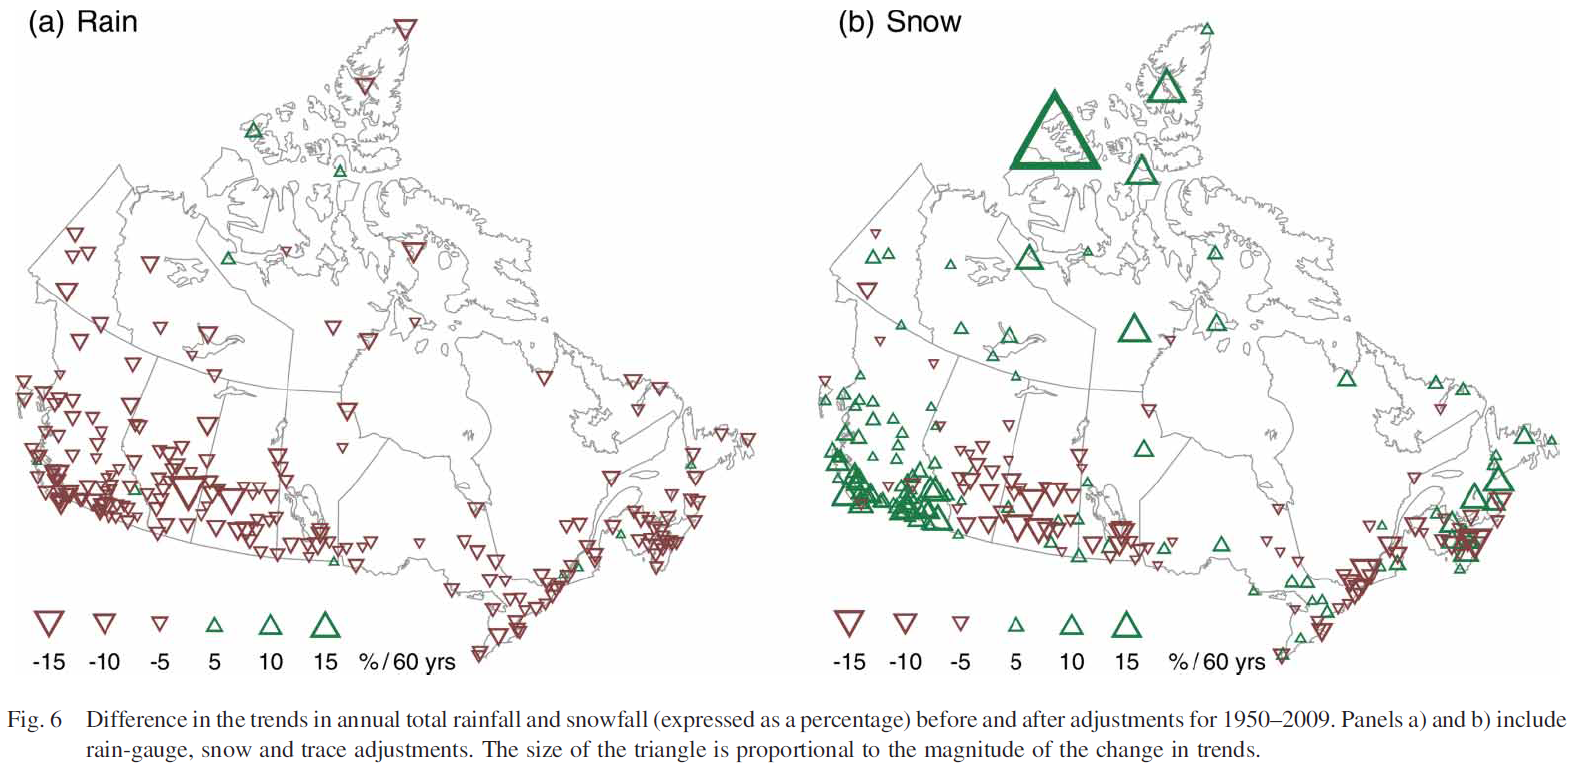 (a) Rain
(b) Snow
-15 -10 -5 5 10 15 %/60 yrs
-15 -10 -5 5 10 15 %/60 yrs
Fig. 6 Difference in the trends in annual total rainfall and snowfall (expressed as a percentage) before and after adjustments for 1950–2009. Panels a) and b) include
rain-gauge, snow and trace adjustments. The size of the triangle is proportional to the magnitude of the change in trends.